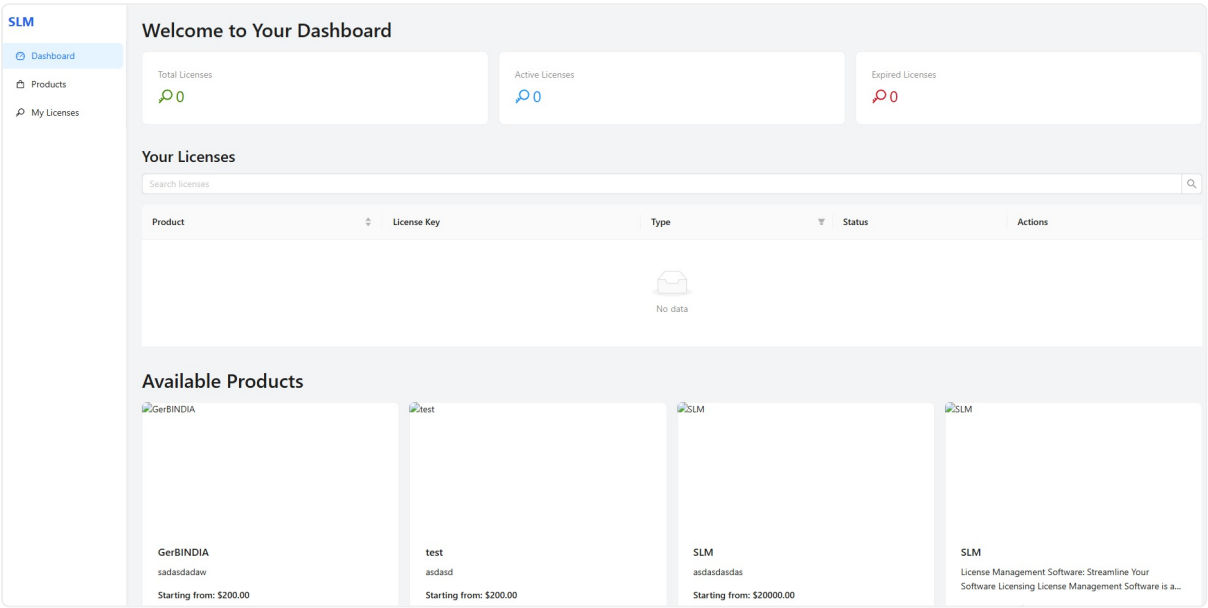 SLM
Dashboard
Products
My Licenses
Welcome to Your Dashboard
Total Licenses
0
Active Licenses
0
Expired Licenses
0
Your Licenses
Search licenses
Product License Key Type Status Actions
No data
Available Products
GerBINDIA
test
SLM
SLM
GerBINDIA
sadasdadaw
Starting from: $200.00
test
asdasd
Starting from: $200.00
SLM
asdasdasdas
Starting from: $20000.00
SLM
License Management Software: Streamline Your
Software Licensing License Management Software is a...